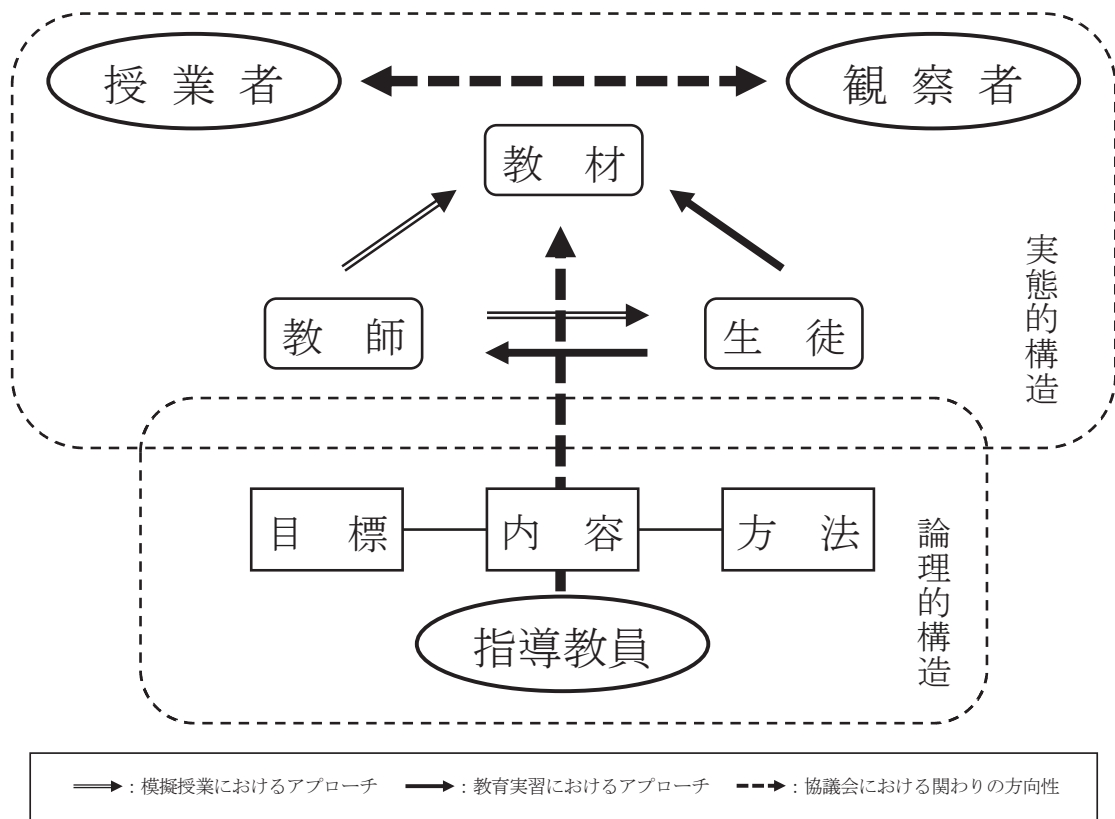 授業者
観察者
教材
教師
生徒
実態的構造
目標
内容
方法
論理的構造
指導教員
：模擬授業におけるアプローチ
：教育実習におけるアプローチ
：協議会における関わりの方向性